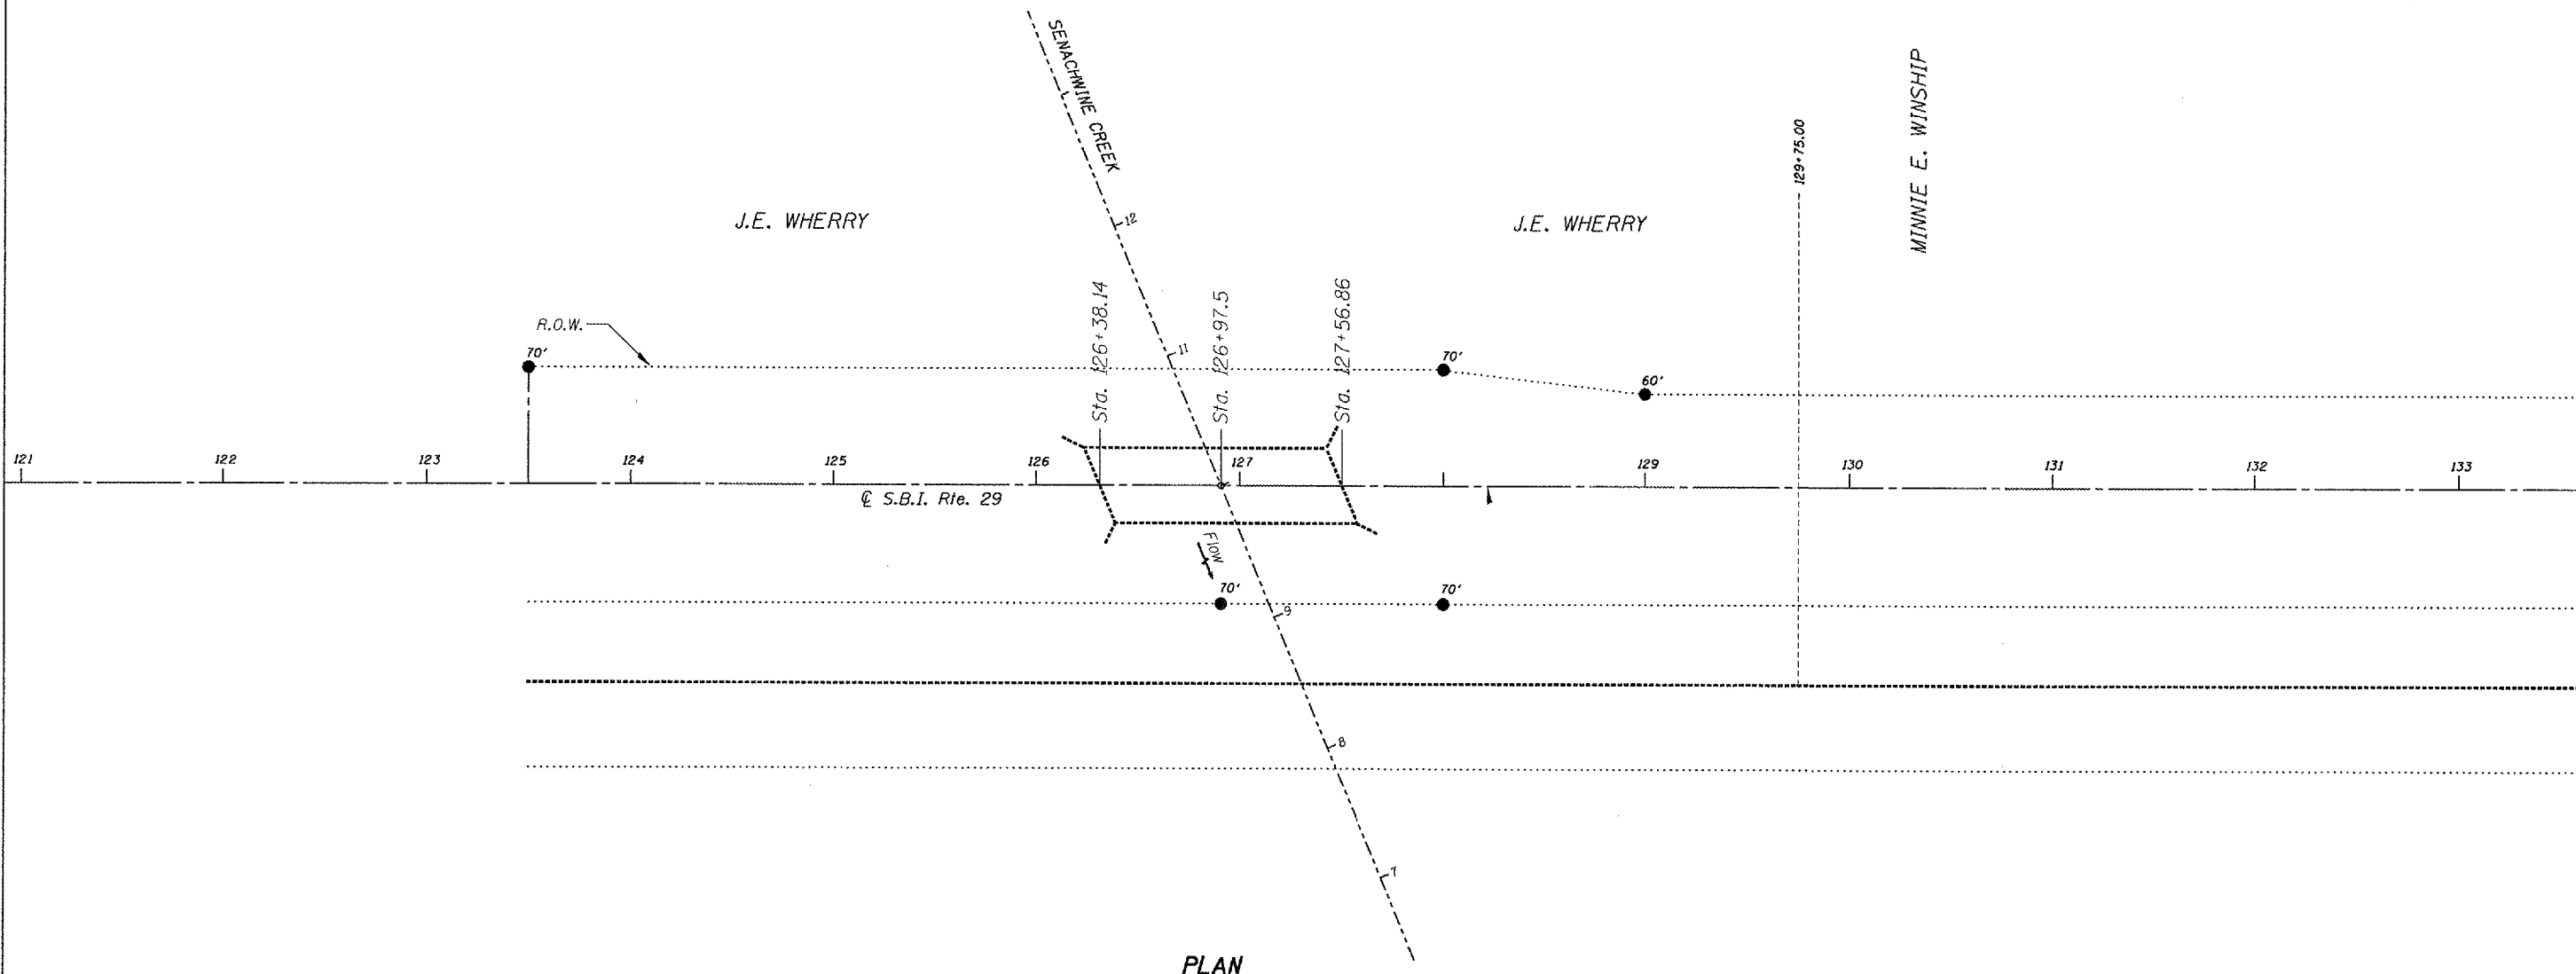 SENACHWINE CREEK
MINNIE E. WINSHIP
129+75.00
12
J.E. WHERRY
J.E. WHERRY
Sta. 126+38.14
Sta. 126+97.5
Sta. 127+56.86
R.O.W.
11
70'
70'
60'
121
122
123
124
125
126
127
129
130
131
132
133
℄ S.B.I. Rte. 29
Flow
70'
70'
9
8
7
PLAN